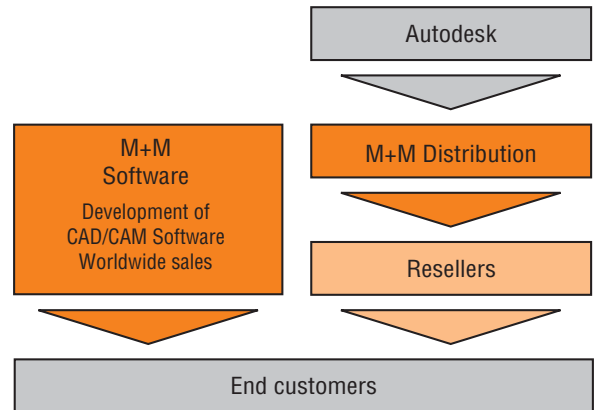 Autodesk
M+M
Software
Development of
CAD/CAM Software
Worldwide sales
M+M Distribution
Resellers
End customers